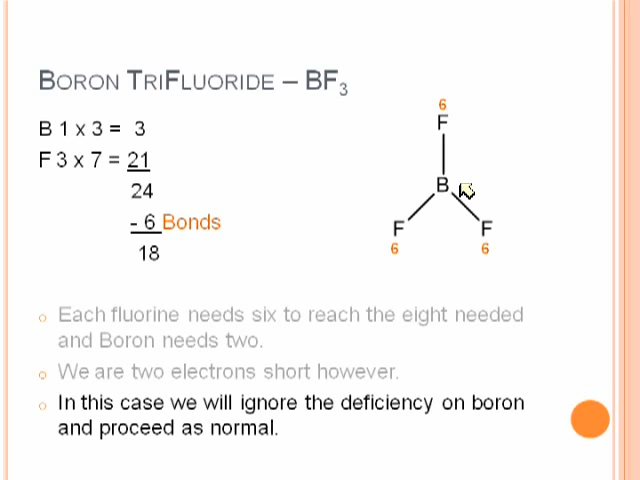 BORON TRIFLUORIDE – BF3
B 1 x 3 = 3
F 3 x 7 = 21
24
- 6 Bonds
18
6
F
B
F
F
6
6
Each fluorine needs six to reach the eight needed
and Boron needs two.
We are two electrons short however.
In this case we will ignore the deficiency on boron
and proceed as normal.